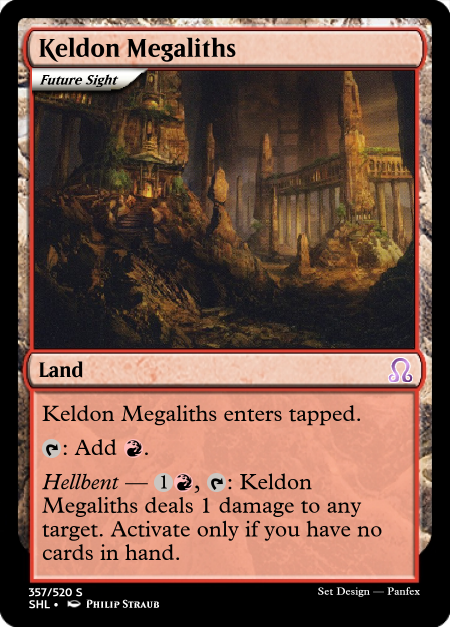 Keldon Megaliths
Future Sight
Land
Keldon Megaliths enters tapped.
: Add .
Hellbent — 1, : Keldon
Megaliths deals 1 damage to any
target. Activate only if you have no
cards in hand.
357/520 S
Set Design — Panfex
SHL • Philip Straub